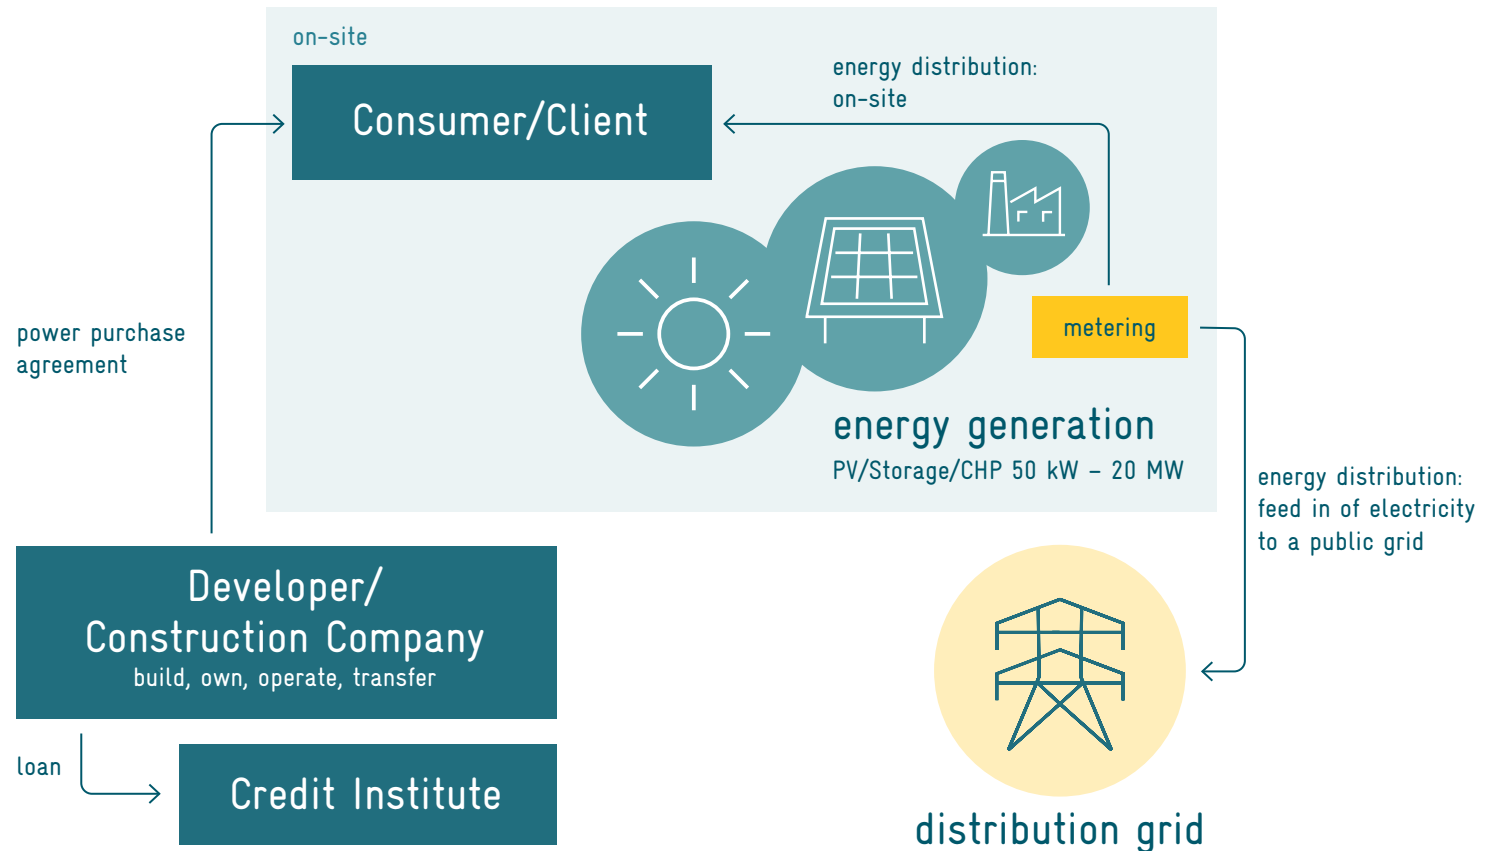 on-site
Consumer/Client
energy distribution:
on-site
power purchase
agreement
metering
energy generation
PV/Storage/CHP 50 kW – 20 MW
energy distribution:
feed in of electricity
to a public grid
Developer/
Construction Company
build, own, operate, transfer
loan
Credit Institute
distribution grid